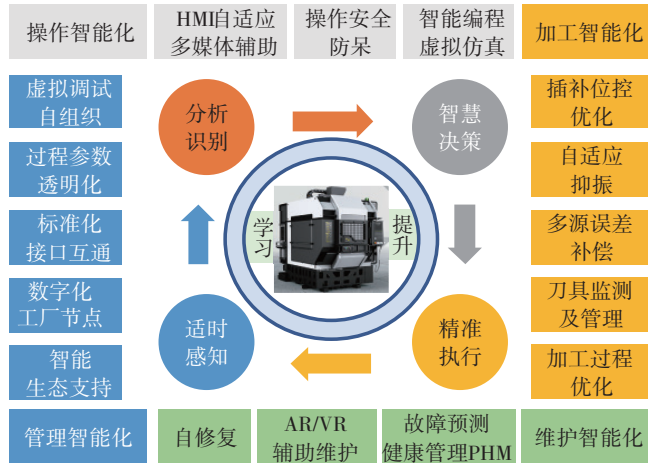 操作智能化
HMI自适应
多媒体辅助
操作安全
防呆
智能编程
虚拟仿真
加工智能化
虚拟调试
自组织
过程参数
透明化
标准化
接口互通
数字化
工厂节点
智能
生态支持
分析
识别
智慧
决策
学习
提升
适时
感知
精准
执行
插补位控
优化
自适应
抑振
多源误差
补偿
刀具监测
及管理
加工过程
优化
管理智能化
自修复
AR/VR
辅助维护
故障预测
健康管理PHM
维护智能化